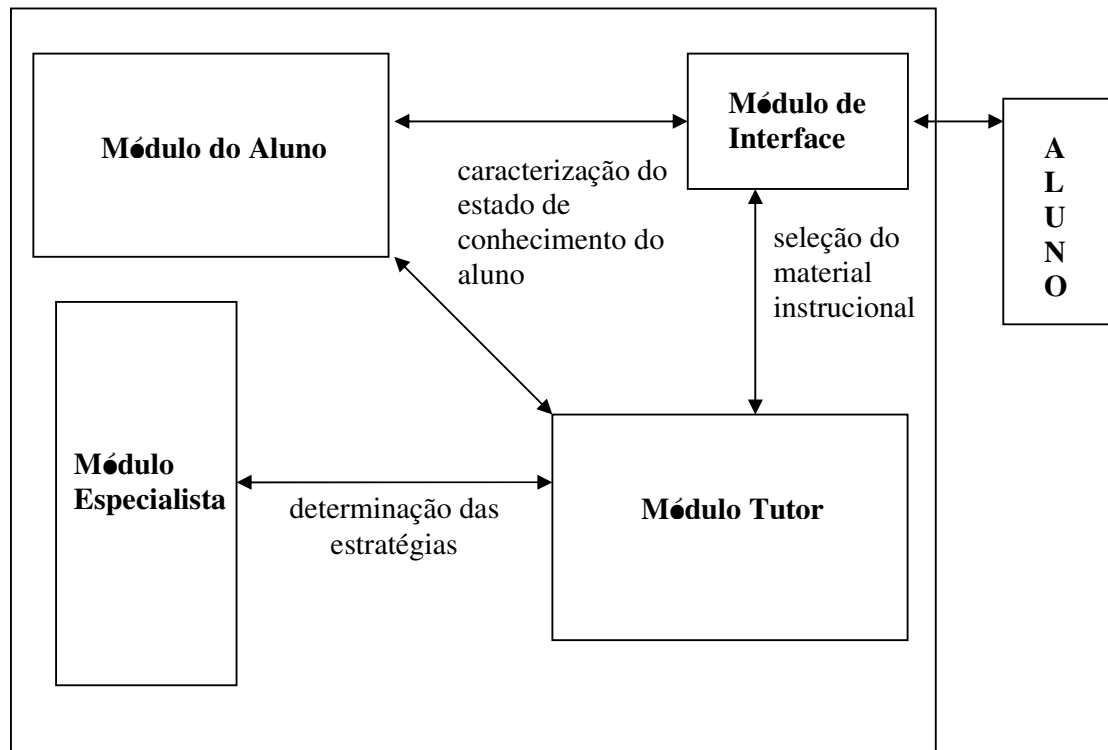 Módulo do Aluno
Módulo de
Interface
A
L
U
N
O
caracterização do
estado de
conhecimento do
aluno
seleção do
material
instrucional
Módulo
Especialista
determinação das
estratégias
Módulo Tutor